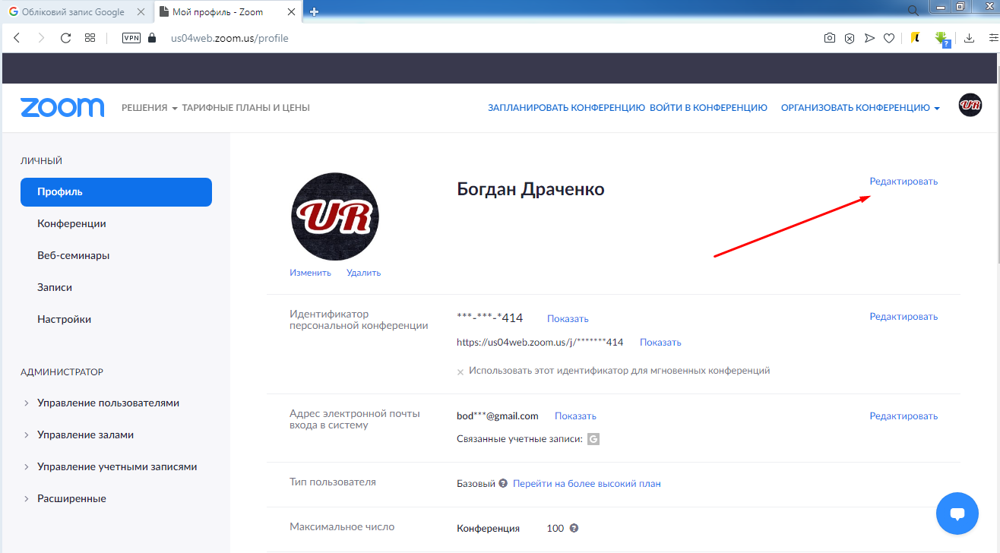 Обліковий запис Google
Мой профиль - Zoom
VPN
us04web.zoom.us/profile
zoom
РЕШЕНИЯ
ТАРИФНЫЕ ПЛАНЫ И ЦЕНЫ
ЗАПЛАНИРОВАТЬ КОНФЕРЕНЦИЮ
ВОЙТИ В КОНФЕРЕНЦИЮ
ОРГАНИЗОВАТЬ КОНФЕРЕНЦИЮ
UR
ЛИЧНЫЙ
Профиль
Конференции
Веб-семинары
Записи
Настройки
АДМИНИСТРАТОР
Управление пользователями
Управление залами
Управление учетными записями
Расширенные
UR
Изменить
Удалить
Богдан Драченко
Редактировать
Идентификатор
персональной конференции
***-***-*414
Показать
Редактировать
https://us04web.zoom.us/j/*******414
Показать
Использовать этот идентификатор для мгновенных конференций
Адрес электронной почты
входа в систему
bod***@gmail.com
Показать
Редактировать
Связанные учетные записи: G
Тип пользователя
Базовый ? Перейти на более высокий план
Максимальное число
Конференция
100 ?